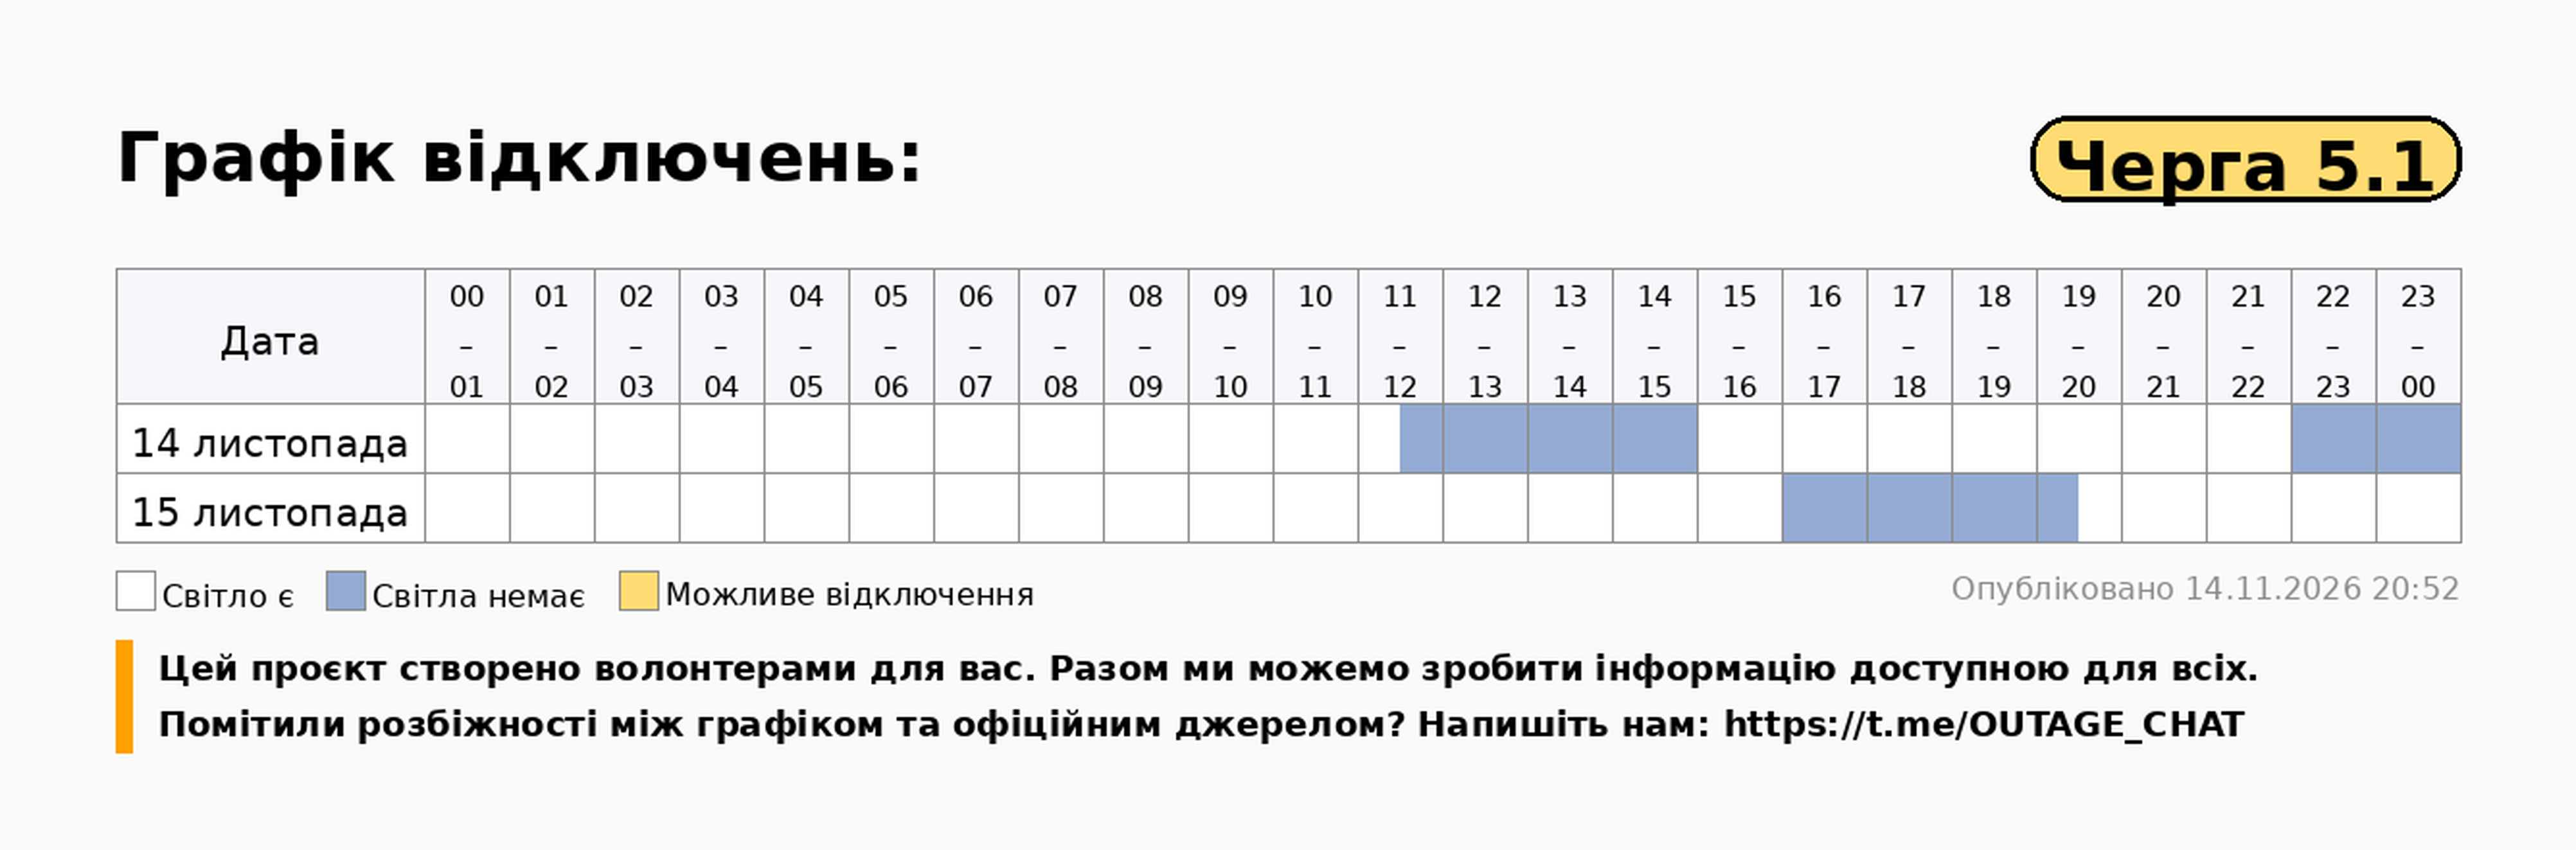 Графік відключень:
Черга 5.1
Дата
00 – 01
01 – 02
02 – 03
03 – 04
04 – 05
05 – 06
06 – 07
07 – 08
08 – 09
09 – 10
10 – 11
11 – 12
12 – 13
13 – 14
14 – 15
15 – 16
16 – 17
17 – 18
18 – 19
19 – 20
20 – 21
21 – 22
22 – 23
23 – 00
14 листопада
15 листопада
Світло є
Світла немає
Можливе відключення
Опубліковано 14.11.2026 20:52
Цей проєкт створено волонтерами для вас. Разом ми можемо зробити інформацію доступною для всіх.
Помітили розбіжності між графіком та офіційним джерелом? Напишіть нам: https://t.me/OUTAGE_CHAT